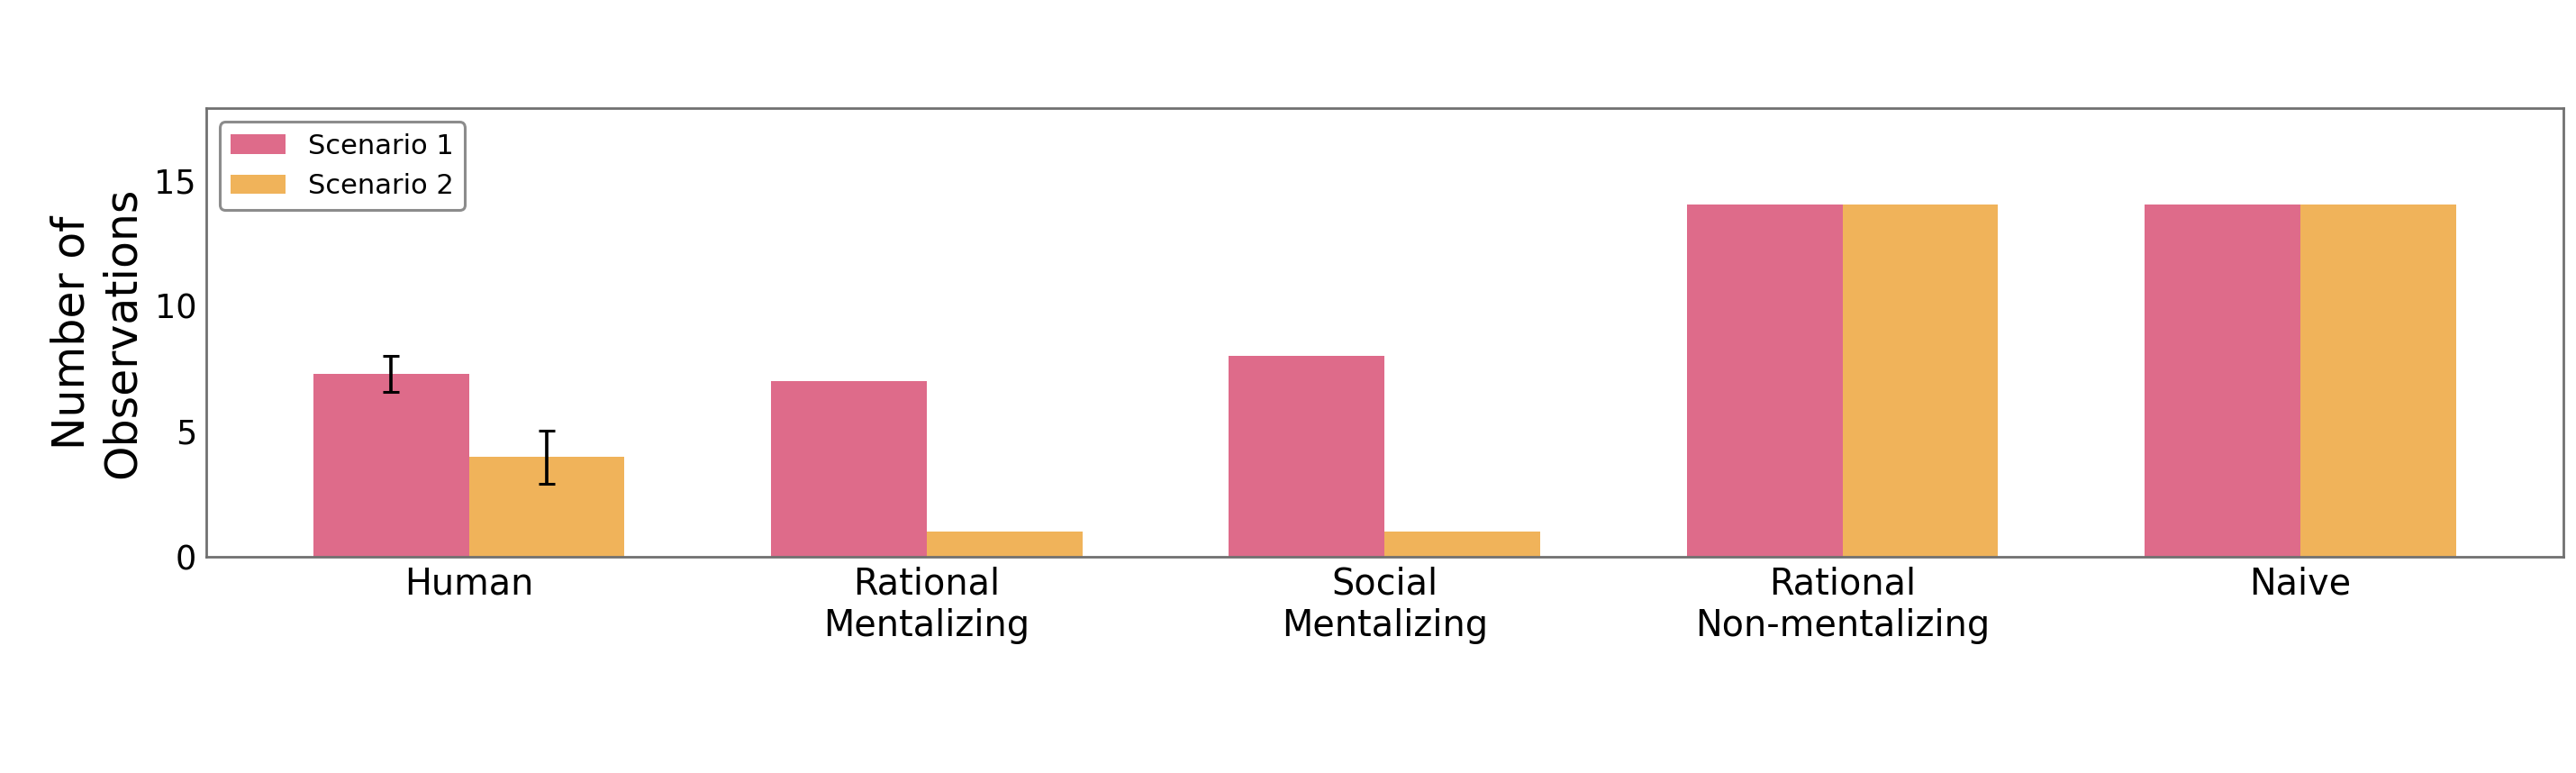 Number of
Observations
15
10
5
0
Scenario 1
Scenario 2
Human
Rational
Mentalizing
Social
Mentalizing
Rational
Non-mentalizing
Naive